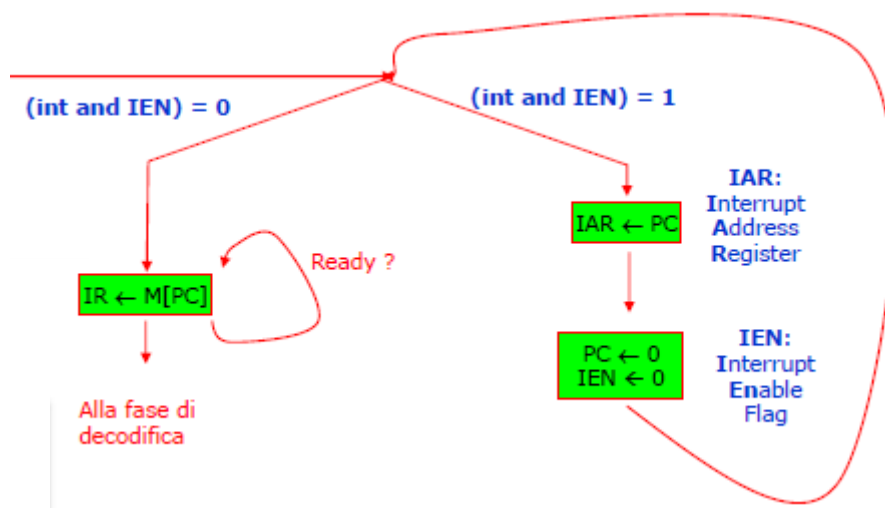 (int and IEN) = 0
(int and IEN) = 1
IAR:
Interrupt
Address
Register
IAR ← PC
Ready ?
IR ← M[PC]
PC ← 0
IEN ← 0
IEN:
Interrupt
Enable
Flag
Alla fase di
decodifica